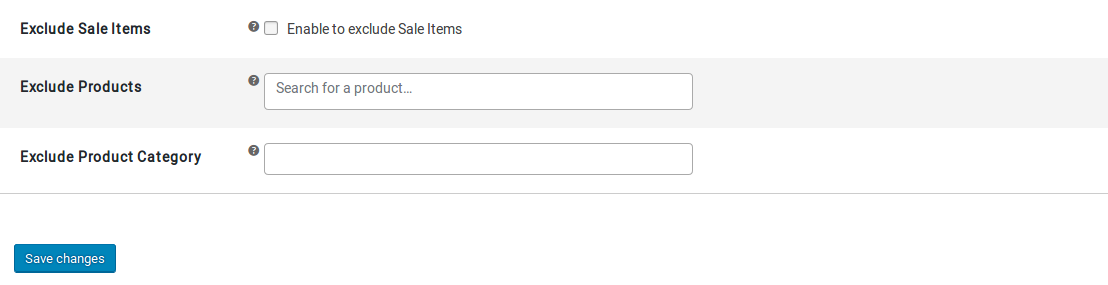 Exclude Sale Items
Enable to exclude Sale Items
Exclude Products
Search for a product...
Exclude Product Category
Save changes